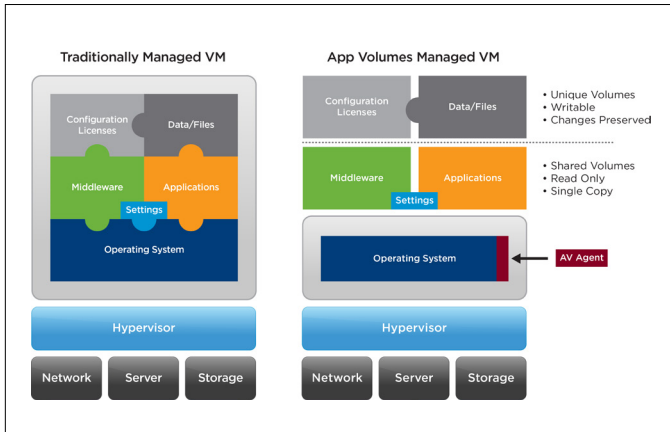 Traditionally Managed VM
Configuration
Licenses
Data/Files
Middleware
Applications
Settings
Operating System
Hypervisor
Network
Server
Storage
App Volumes Managed VM
Configuration
Licenses
Data/Files
• Unique Volumes
• Writable
• Changes Preserved
Middleware
Applications
Settings
• Shared Volumes
• Read Only
• Single Copy
Operating System
AV Agent
Hypervisor
Network
Server
Storage